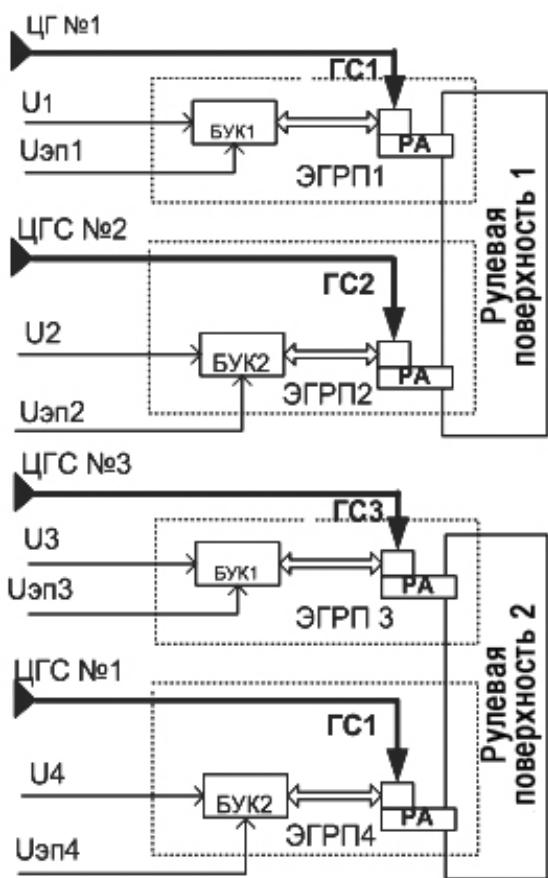 ЦГ №1
ГС1
U1
БУК1
РА
Uэп1
ЭГРП1
Рулевая
поверхность 1
ЦГС №2
ГС2
U2
БУК2
РА
ЭГРП2
Uэп2
ЦГС №3
ГС3
U3
БУК1
РА
Uэп3
ЭГРП 3
Рулевая
поверхность 2
ЦГС №1
ГС1
U4
БУК2
РА
ЭГРП4
Uэп4